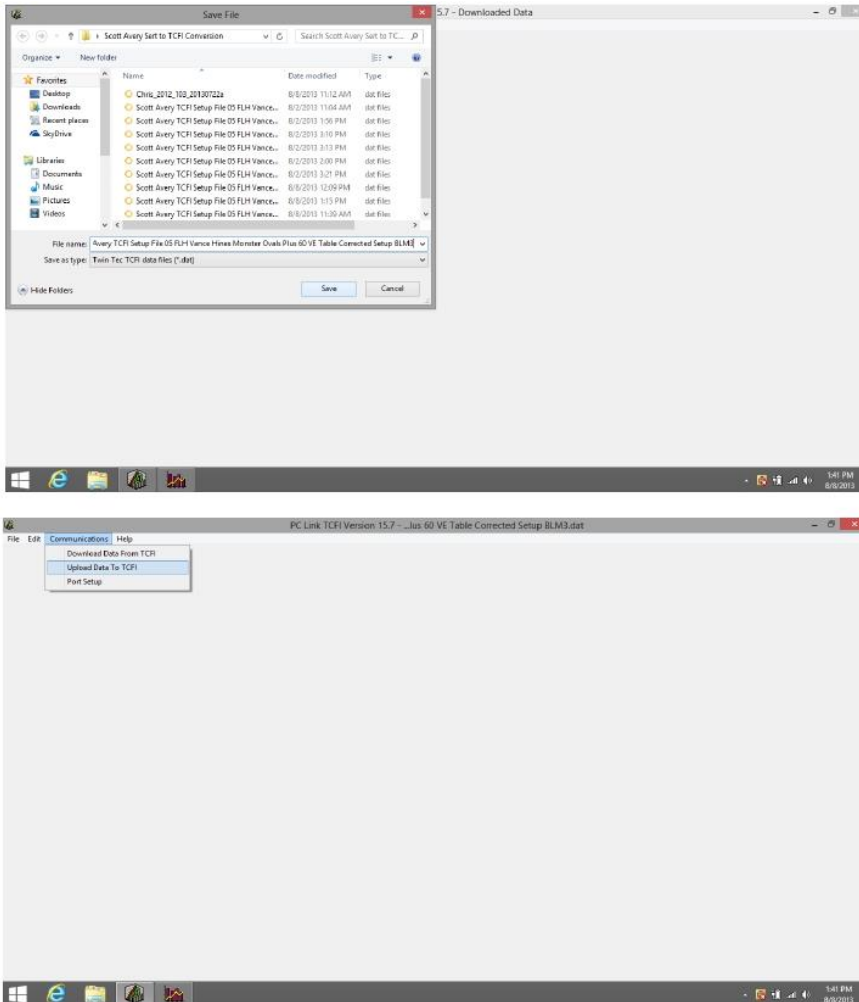 Save File
5.7 - Downloaded Data
Scott Avery Sert to TCFI Conversion
Search Scott Avery Sert to TC...
Organize
New folder
Name
Date modified
Type
Favorites
Desktop
Downloads
Recent places
SkyDrive
Libraries
Documents
Music
Pictures
Videos
Chris_2012_103_20130722a 8/8/2013 11:12 AM dat files
Scott Avery TCFI Setup File 05 FLH Vance... 8/2/2013 11:04 AM dat files
Scott Avery TCFI Setup File 05 FLH Vance... 8/2/2013 1:56 PM dat files
Scott Avery TCFI Setup File 05 FLH Vance... 8/2/2013 3:10 PM dat files
Scott Avery TCFI Setup File 05 FLH Vance... 8/2/2013 3:13 PM dat files
Scott Avery TCFI Setup File 05 FLH Vance... 8/2/2013 2:00 PM dat files
Scott Avery TCFI Setup File 05 FLH Vance... 8/2/2013 3:21 PM dat files
Scott Avery TCFI Setup File 05 FLH Vance... 8/8/2013 12:09 PM dat files
Scott Avery TCFI Setup File 05 FLH Vance... 8/8/2013 1:15 PM dat files
Scott Avery TCFI Setup File 05 FLH Vance... 8/8/2013 11:39 AM dat files
File name: Avery TCFI Setup File 05 FLH Vance Hines Monster Ovals Plus 60 VE Table Corrected Setup BLM3
Save as type: Twin Tec TCFI data files (*.dat)
Hide Folders
Save
Cancel
1:41 PM
8/8/2013
PC Link TCFI Version 15.7 - ...lus 60 VE Table Corrected Setup BLM3.dat
File Edit Communications Help
Download Data From TCFI
Upload Data To TCFI
Port Setup
1:41 PM
8/8/2013